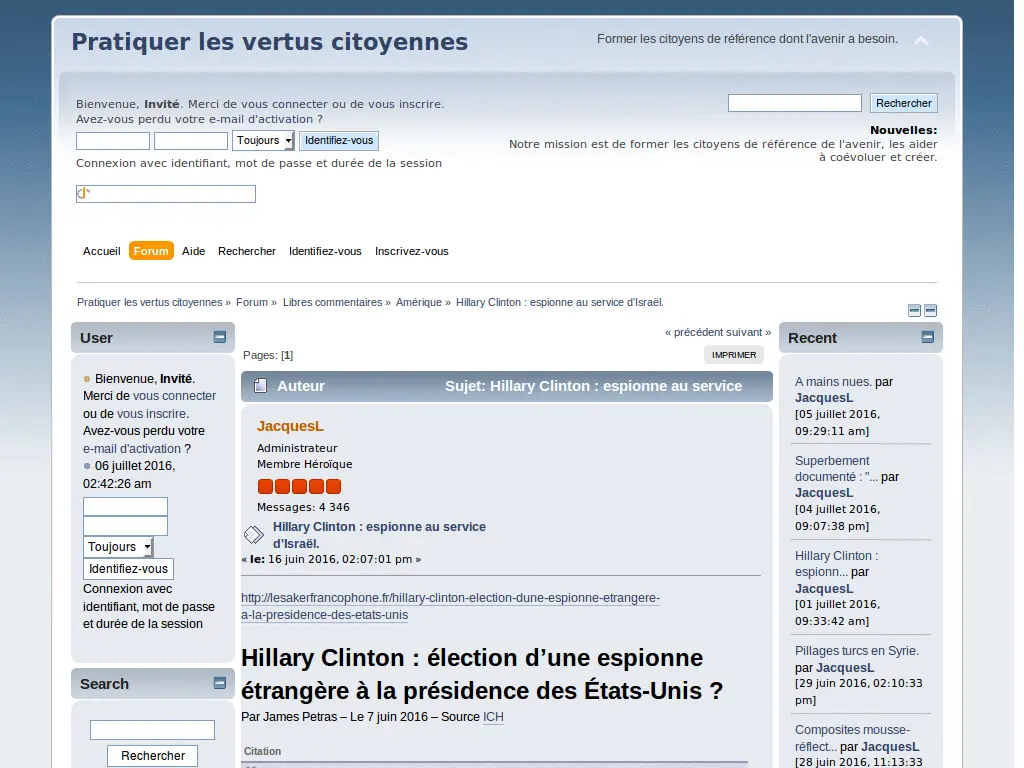 Pratiquer les vertus citoyennes
Former les citoyens de référence dont l'avenir a besoin.
Bienvenue, Invité. Merci de vous connecter ou de vous inscrire.
Avez-vous perdu votre e-mail d'activation ?
Toujours
Identifiez-vous
Connexion avec identifiant, mot de passe et durée de la session
Rechercher
Nouvelles:
Notre mission est de former les citoyens de référence de l'avenir, les aider
à coévoluer et créer.
Accueil Forum Aide Rechercher Identifiez-vous Inscrivez-vous
Pratiquer les vertus citoyennes » Forum » Libres commentaires » Amérique » Hillary Clinton : espionne au service d'Israël.
User
Bienvenue, Invité.
Merci de vous connecter
ou de vous inscrire.
Avez-vous perdu votre
e-mail d'activation ?
06 juillet 2016,
02:42:26 am
Toujours
Identifiez-vous
Connexion avec
identifiant, mot de passe
et durée de la session
Search
Rechercher
« précédent suivant »
Pages: [1]
IMPRIMER
Auteur Sujet: Hillary Clinton : espionne au service
JacquesL
Administrateur
Membre Héroïque
Messages: 4 346
Hillary Clinton : espionne au service
d'Israël.
« le: 16 juin 2016, 02:07:01 pm »
http://lesakerfrancophone.fr/hillary-clinton-election-dune-espionne-etrangere-
a-la-presidence-des-etats-unis
Hillary Clinton : élection d’une espionne
étrangère à la présidence des États-Unis ?
Par James Petras – Le 7 juin 2016 – Source ICH
Citation
Recent
A mains nues. par
JacquesL
[05 juillet 2016,
09:29:11 am]
Superbement
documenté : "... par
JacquesL
[04 juillet 2016,
09:07:38 pm]
Hillary Clinton :
espionn... par
JacquesL
[01 juillet 2016,
09:33:42 am]
Pillages turcs en Syrie.
par JacquesL
[29 juin 2016, 02:10:33
pm]
Composites mousse-
réflect... par JacquesL
[28 juin 2016, 11:13:33